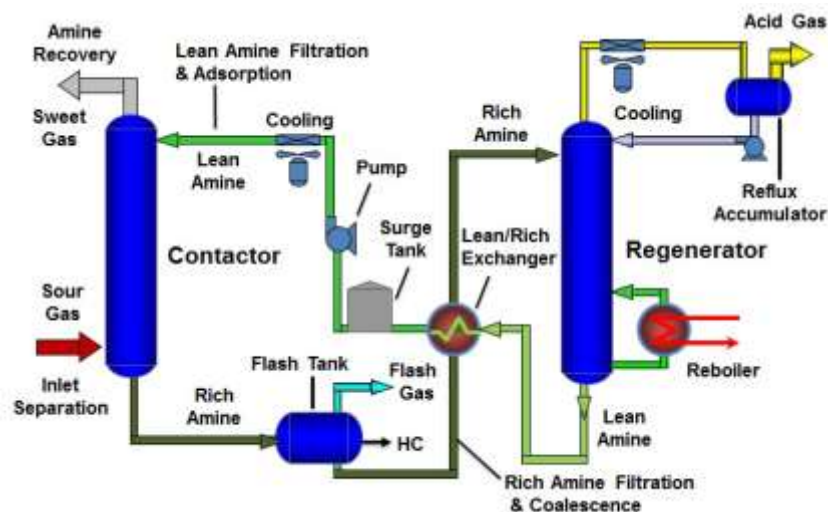 Amine
Recovery
Sweet
Gas
Lean Amine Filtration
& Adsorption
Cooling
Lean
Amine
Pump
Contactor
Surge
Tank
Sour
Gas
Inlet
Separation
Rich
Amine
Flash Tank
Flash
Gas
HC
Rich
Amine
Lean/Rich
Exchanger
Rich Amine Filtration
& Coalescence
Acid Gas
Cooling
Reflux
Accumulator
Regenerator
Reboiler
Lean
Amine